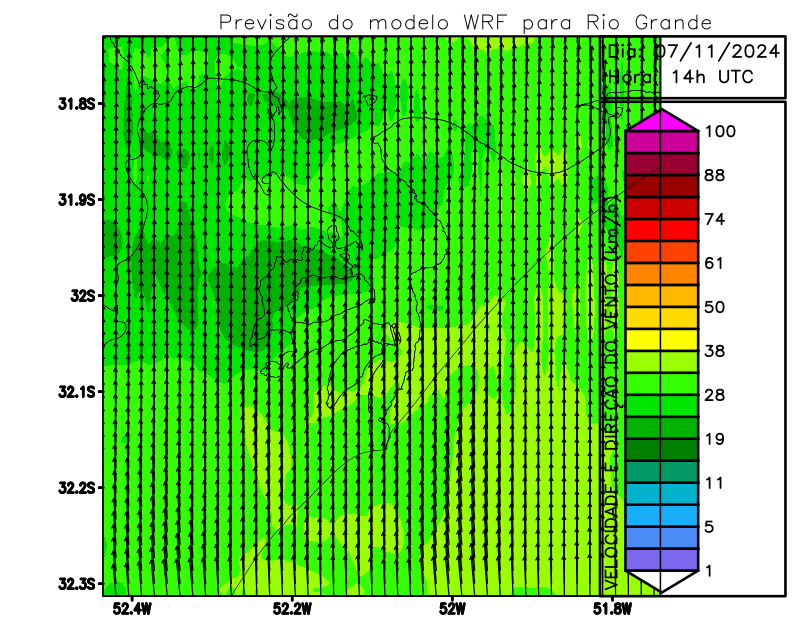 Previsão do modelo WRF para Rio Grande
Dia: 07/11/2024
Hora: 14h UTC
31.8S
31.9S
32S
32.1S
32.2S
32.3S
52.4W
52.2W
52W
51.8W
VELOCIDADE E DIREÇÃO DO VENTO (km/h)
100
88
74
61
50
38
28
19
11
5
1